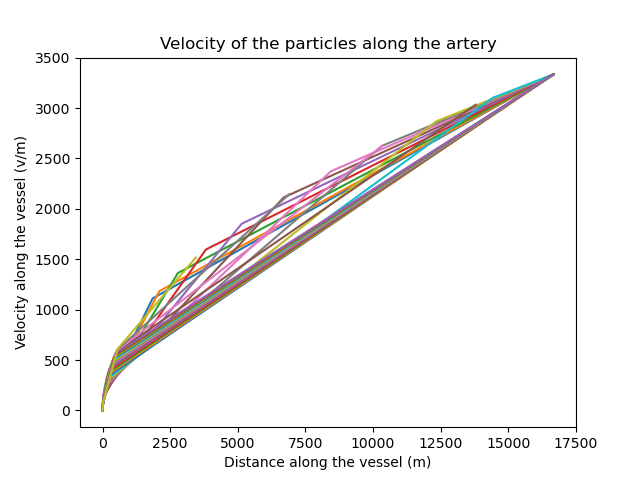 Velocity of the particles along the artery
3500
3000
2500
2000
1500
1000
500
0
Velocity along the vessel (v/m)
0 2500 5000 7500 10000 12500 15000 17500
Distance along the vessel (m)